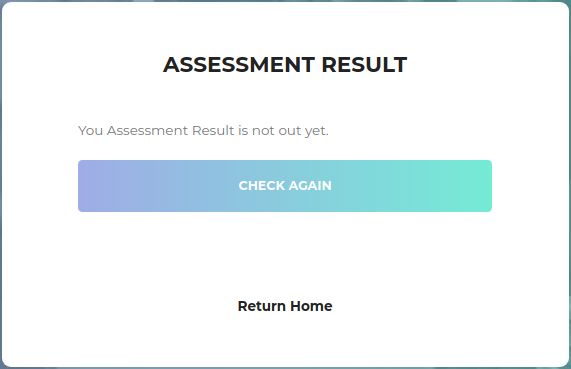 ASSESSMENT RESULT
You Assessment Result is not out yet.
CHECK AGAIN
Return Home